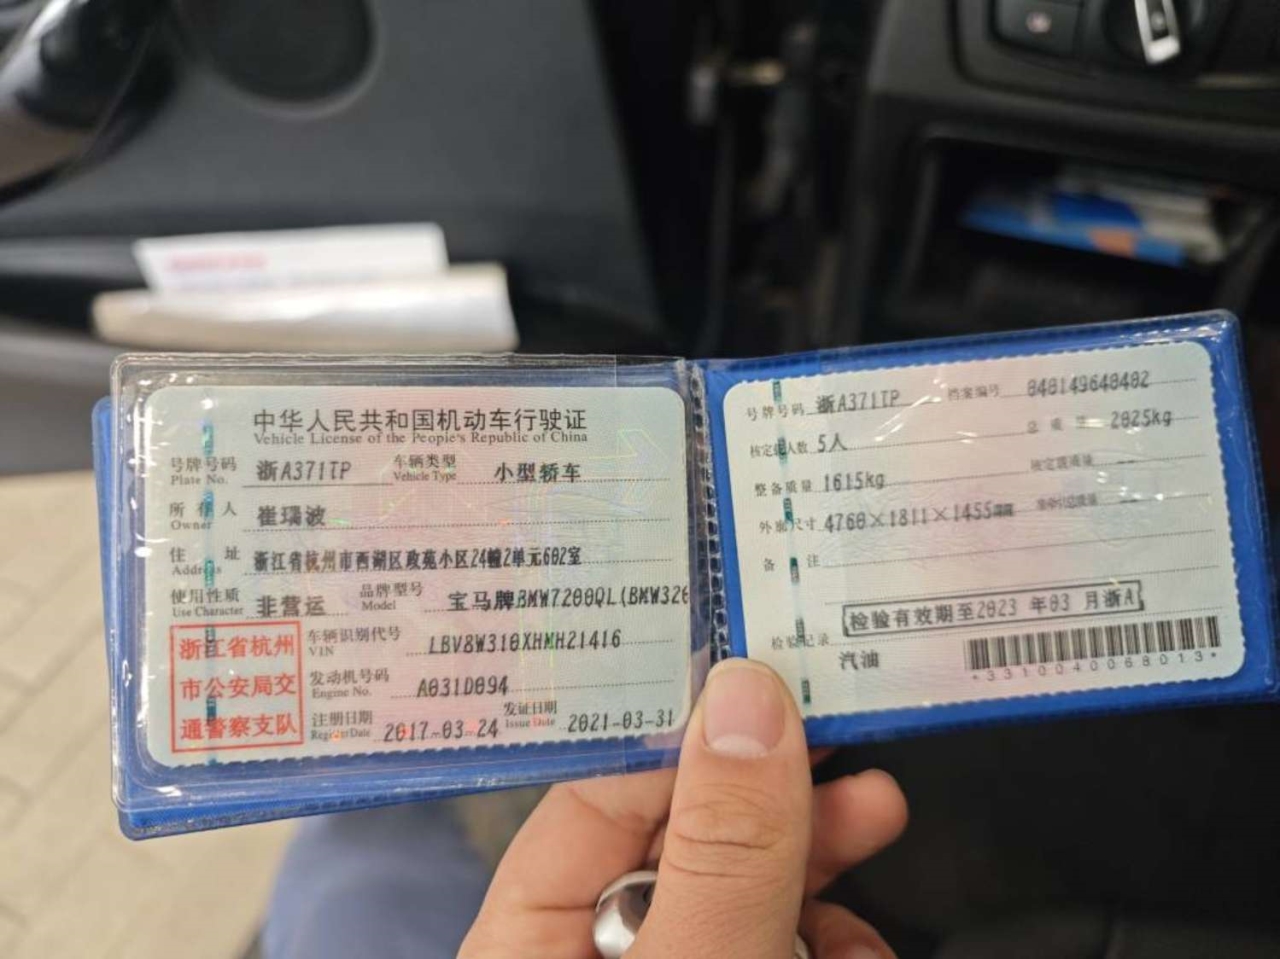 中华人民共和国机动车行驶证
Vehicle License of the People's Republic of China
号牌号码 浙A371TP 车辆类型 小型轿车
Plate No. Vehicle Type
所有人 崔瑞波
Owner
住址 浙江省杭州市西湖区政苑小区24幢2单元602室
Address
使用性质 非营运 品牌型号 宝马牌BMW7200QL(BMW320
Use Character Model
浙江省杭州
市公安局交
通警察支队
车辆识别代号 LBV8W310XHMH21416
VIN
发动机号码 A031D094
Engine No.
注册日期 2017-03-24 发证日期 2021-03-31
Register Date Issue Date
号牌号码 浙A371TP 档案编号 840149640402
核定载人数 5人 总质量 2025kg
整备质量 1615kg 核定载质量
外廓尺寸 4760×1811×1455
备注
检验有效期至2023年03月浙A
检验记录
汽油
*3310040068013*